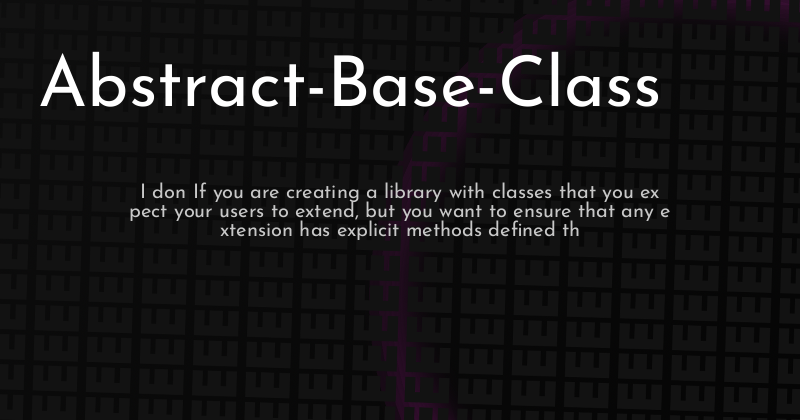 Abstract-Base-Class
I don If you are creating a library with classes that you ex
pect your users to extend, but you want to ensure that any e
xtension has explicit methods defined th